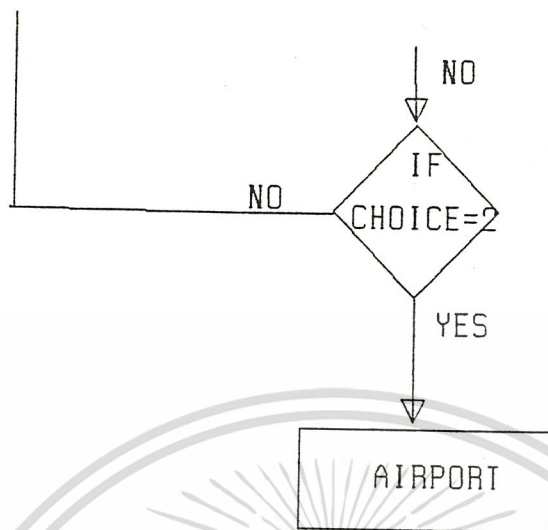 NO
IF
NO
CHOICE=2
YES
AIRPORT